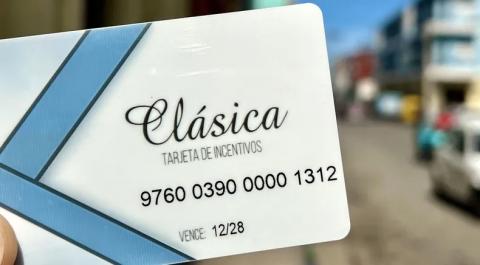 Clásica
TARJETA DE INCENTIVOS
9760 0390 0000 1312
VENCE: 12/28